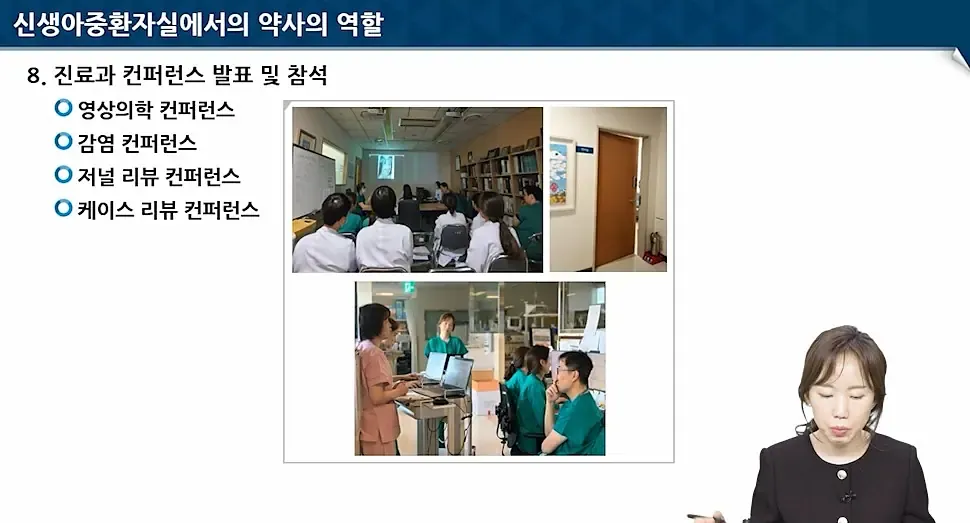 신생아중환자실에서의 약사의 역할
8. 진료과 컨퍼런스 발표 및 참석
영상의학 컨퍼런스
감염 컨퍼런스
저널 리뷰 컨퍼런스
케이스 리뷰 컨퍼런스